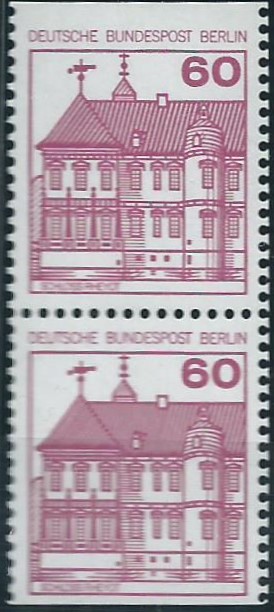 DEUTSCHE BUNDESPOST BERLIN
60
SCHLOSS RHEYDT
DEUTSCHE BUNDESPOST BERLIN
60
SCHLOSS RHEYDT